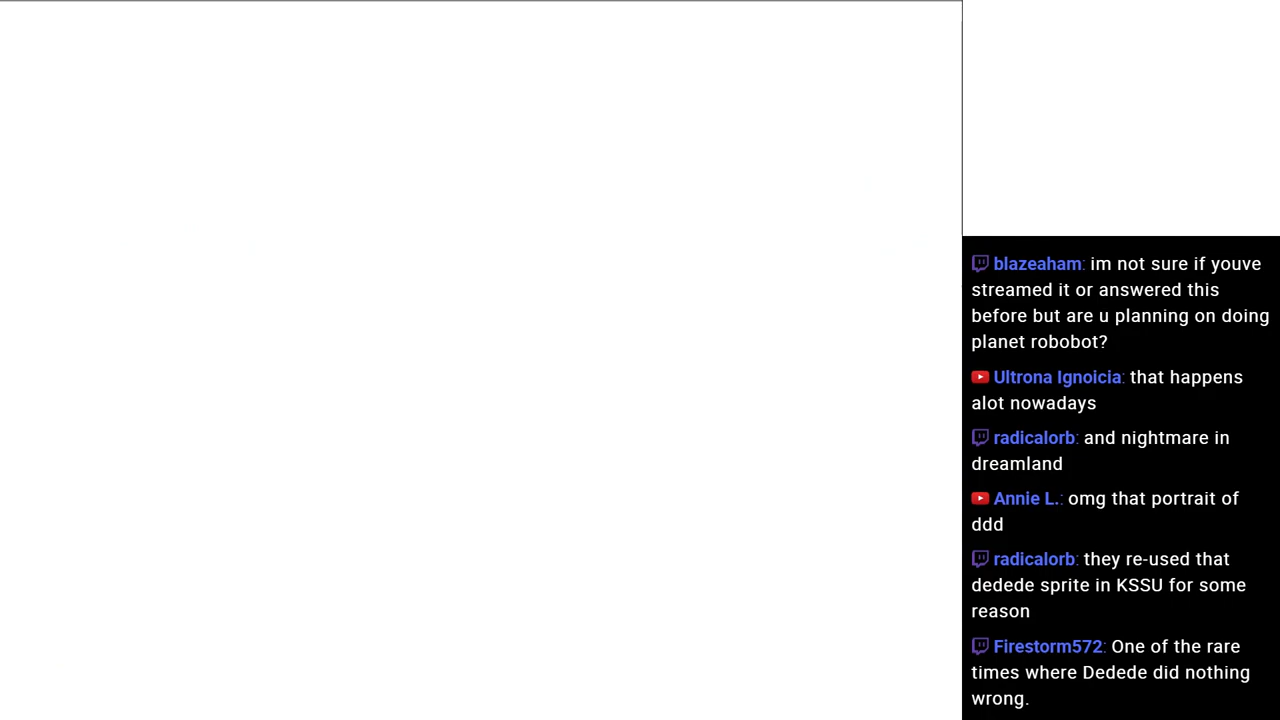 blazeaham: im not sure if youve
streamed it or answered this
before but are u planning on doing
planet robobot?
Ultrona Ignoicia: that happens
alot nowadays
radicalorb: and nightmare in
dreamland
Annie L.: omg that portrait of
ddd
radicalorb: they re-used that
dedede sprite in KSSU for some
reason
Firestorm572: One of the rare
times where Dedede did nothing
wrong.